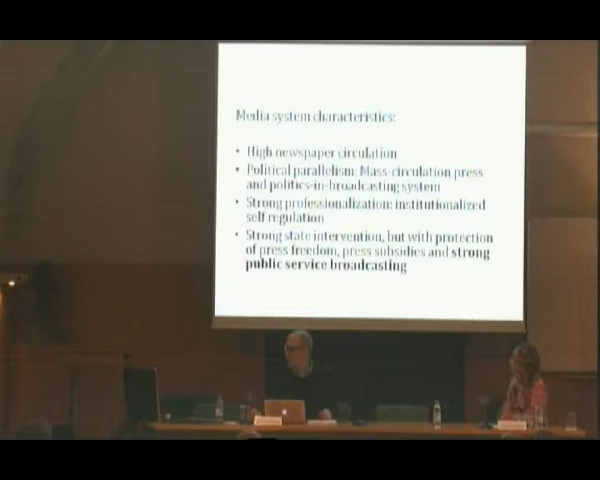 Media system characteristics:
• High newspaper circulation
• Political parallelism: Mass-circulation press
and politics-in-broadcasting system
• Strong professionalization: institutionalized
self regulation
• Strong state intervention, but with protection
of press freedom, press subsidies and strong
public service broadcasting